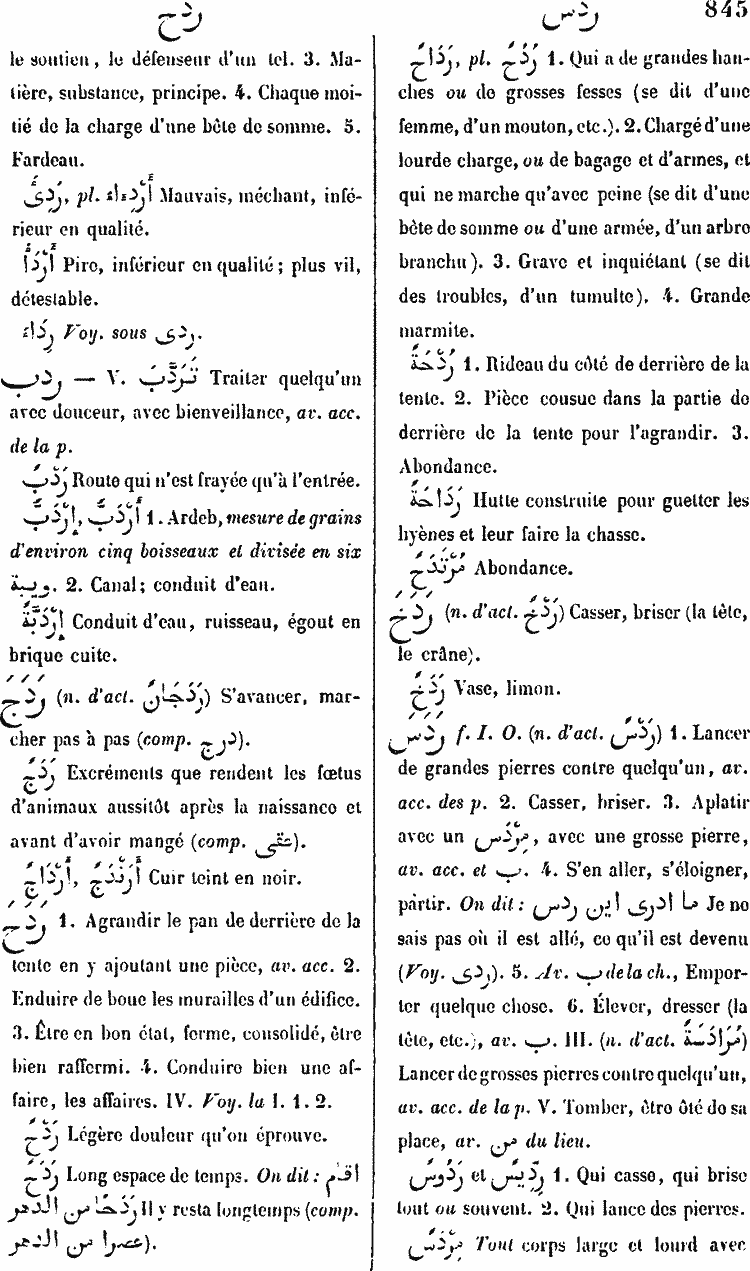 ردح
ردس
845
le soutien, le défenseur d'un tel. 3. Ma-
tière, substance, principe. 4. Chaque moi-
tié de la charge d'une bête de somme. 5.
Fardeau.
رَدِىءٌ, pl. أَرْدِءَاءُ Mauvais, méchant, infé-
rieur en qualité.
أَرْدَأُ Pire, inférieur en qualité; plus vil,
détestable.
رِدَاء Voy. sous ردى.
ردب — V. تَرَدَّبَ Traiter quelqu'un
avec douceur, avec bienveillance, av. acc.
de la p.
رَدْبٌ Route qui n'est frayée qu'à l'entrée.
أَرْدَبٌّ, إِرْدَبٌّ 1. Ardeb, mesure de grains
d'environ cinq boisseaux et divisée en six
ويبة. 2. Canal; conduit d'eau.
إِرْدَبَّةٌ Conduit d'eau, ruisseau, égout en
brique cuite.
رَدَجَ (n. d'act. رَدَجَانٌ) S'avancer, mar-
cher pas à pas (comp. درج).
رَدَجٌ Excréments que rendent les fœtus
d'animaux aussitôt après la naissance et
avant d'avoir mangé (comp. عقى).
أَرَنْدَجٌ, أَرْدَاجٌ Cuir teint en noir.
رَدَحَ 1. Agrandir le pan de derrière de la
tente en y ajoutant une pièce, av. acc. 2.
Enduire de boue les murailles d'un édifice.
3. Être en bon état, ferme, consolidé, être
bien raffermi. 4. Conduire bien une af-
faire, les affaires. IV. Voy. la I. 1. 2.
رَدْحٌ Légère douleur qu'on éprouve.
رَدَحٌ Long espace de temps. On dit: اقام
رَدَحًا من الدهر Il y resta longtemps (comp.
عصرا من الدهر).
رَدَاحٌ, pl. رُدُحٌ 1. Qui a de grandes han-
ches ou de grosses fesses (se dit d'une
femme, d'un mouton, etc.). 2. Chargé d'une
lourde charge, ou de bagage et d'armes, et
qui ne marche qu'avec peine (se dit d'une
bête de somme ou d'une armée, d'un arbre
branchu). 3. Grave et inquiétant (se dit
des troubles, d'un tumulte). 4. Grande
marmite.
رُدْحَةٌ 1. Rideau du côté de derrière de la
tente. 2. Pièce cousue dans la partie de
derrière de la tente pour l'agrandir. 3.
Abondance.
رَدَاحَةٌ Hutte construite pour guetter les
hyènes et leur faire la chasse.
مُرْتَدَحٌ Abondance.
رَدَخَ (n. d'act. رَدْخٌ) Casser, briser (la tête,
le crâne).
رَدَخٌ Vase, limon.
رَدَسَ f. I. O. (n. d'act. رَدْسٌ) 1. Lancer
de grandes pierres contre quelqu'un, av.
acc. des p. 2. Casser, briser. 3. Aplatir
avec un مِرْدَس, avec une grosse pierre,
av. acc. et ب. 4. S'en aller, s'éloigner,
partir. On dit: ما ادرى اين ردس Je ne
sais pas où il est allé, ce qu'il est devenu
(Voy. ردى). 5. Av. ب de la ch., Empor-
ter quelque chose. 6. Élever, dresser (la
tête, etc.), av. ب. III. (n. d'act. مُرَادَسَةٌ)
Lancer de grosses pierres contre quelqu'un,
av. acc. de la p. V. Tomber, être ôté de sa
place, av. من du lieu.
رِدِّيسٌ et رَدُوسٌ 1. Qui casse, qui brise
tout ou souvent. 2. Qui lance des pierres.
مِرْدَسٌ Tout corps large et lourd avec